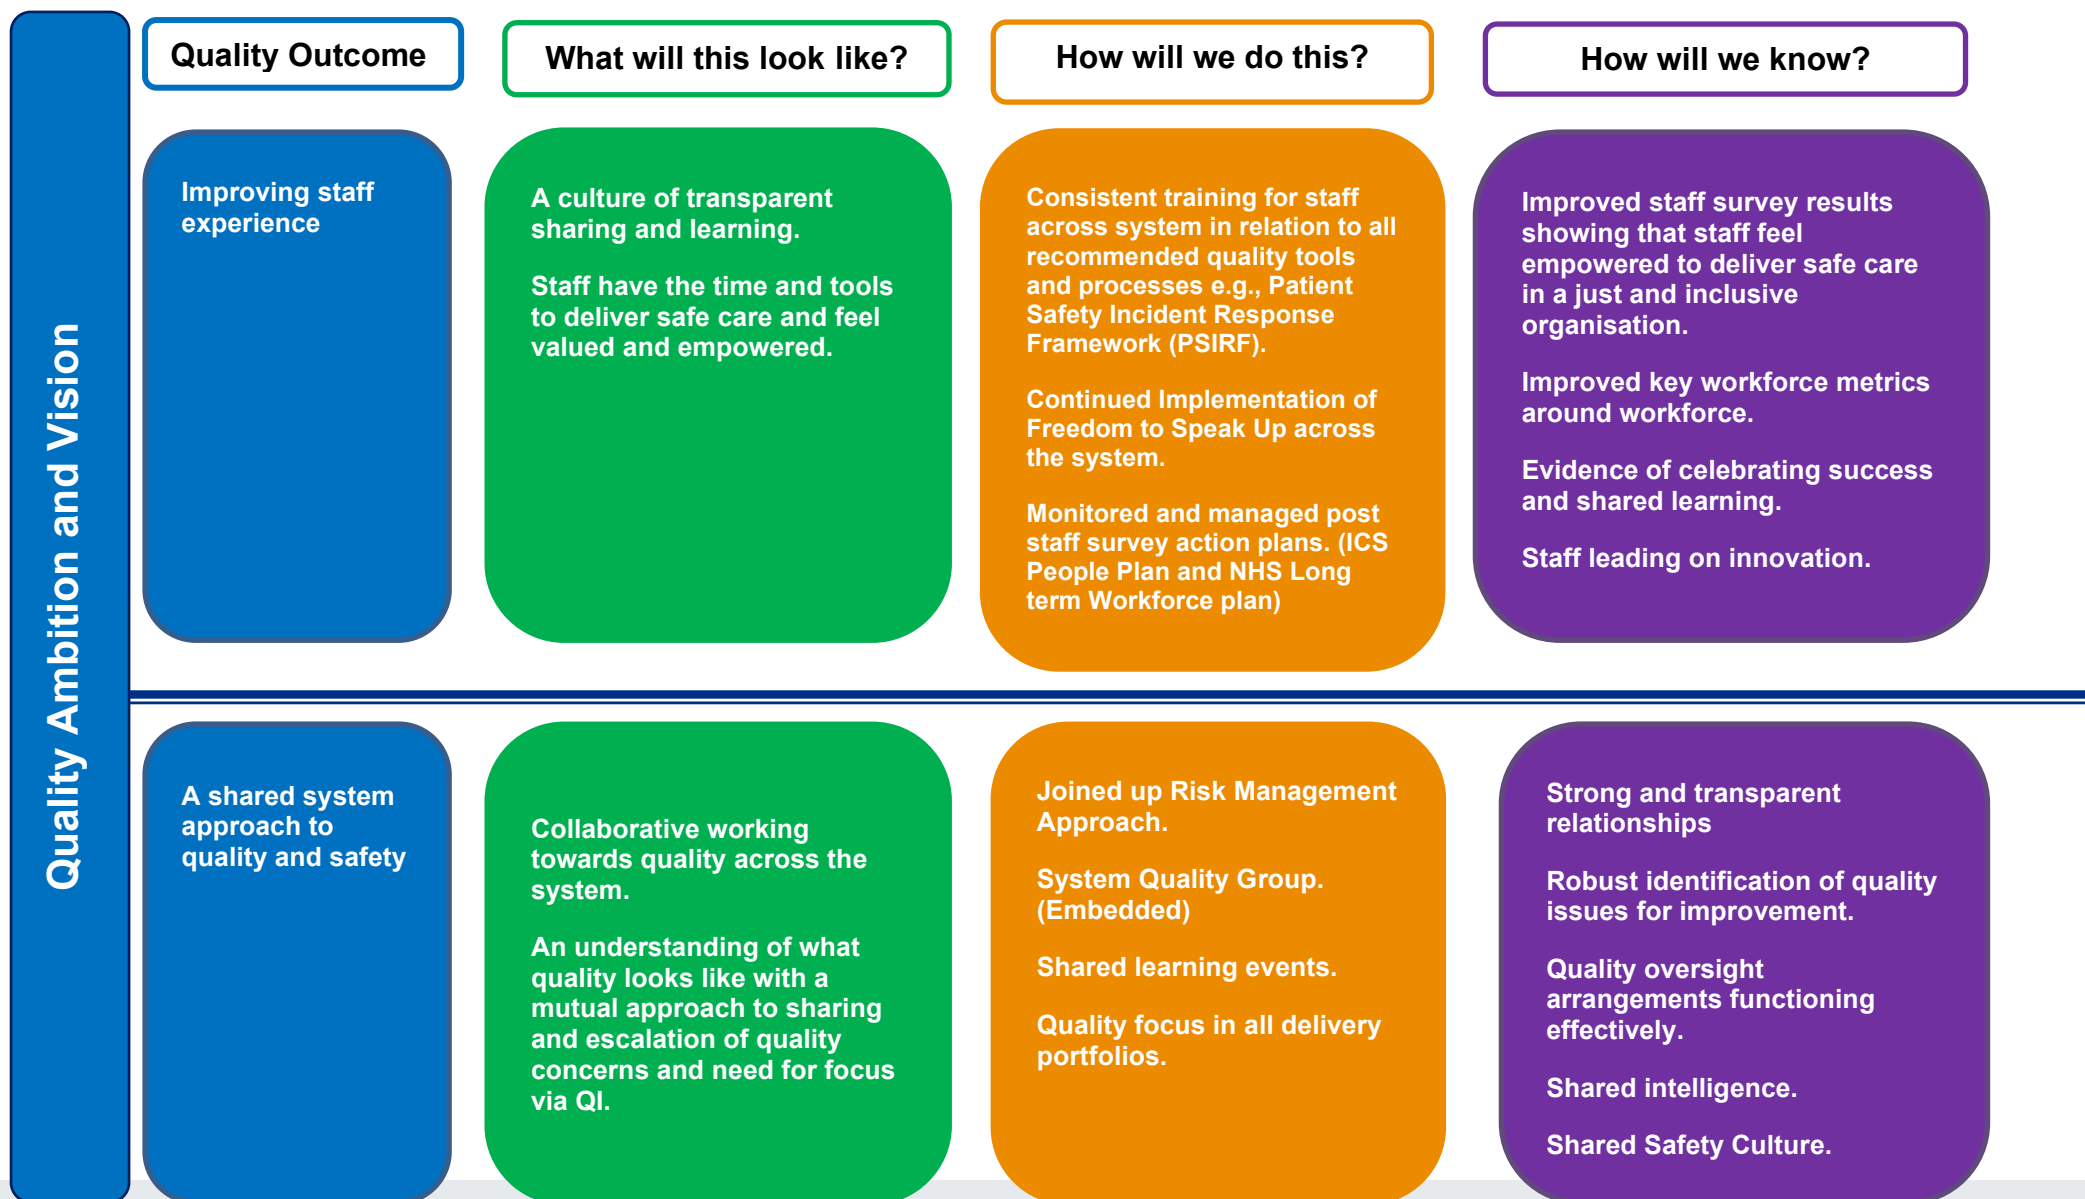 Quality Ambition and Vision
Quality Outcome
What will this look like?
How will we do this?
How will we know?
Improving staff
experience
A culture of transparent
sharing and learning.
Staff have the time and tools
to deliver safe care and feel
valued and empowered.
Consistent training for staff
across system in relation to all
recommended quality tools
and processes e.g., Patient
Safety Incident Response
Framework (PSIRF).
Continued Implementation of
Freedom to Speak Up across
the system.
Monitored and managed post
staff survey action plans. (ICS
People Plan and NHS Long
term Workforce plan)
Improved staff survey results
showing that staff feel
empowered to deliver safe care
in a just and inclusive
organisation.
Improved key workforce metrics
around workforce.
Evidence of celebrating success
and shared learning.
Staff leading on innovation.
A shared system
approach to
quality and safety
Collaborative working
towards quality across the
system.
An understanding of what
quality looks like with a
mutual approach to sharing
and escalation of quality
concerns and need for focus
via QI.
Joined up Risk Management
Approach.
System Quality Group.
(Embedded)
Shared learning events.
Quality focus in all delivery
portfolios.
Strong and transparent
relationships
Robust identification of quality
issues for improvement.
Quality oversight
arrangements functioning
effectively.
Shared intelligence.
Shared Safety Culture.